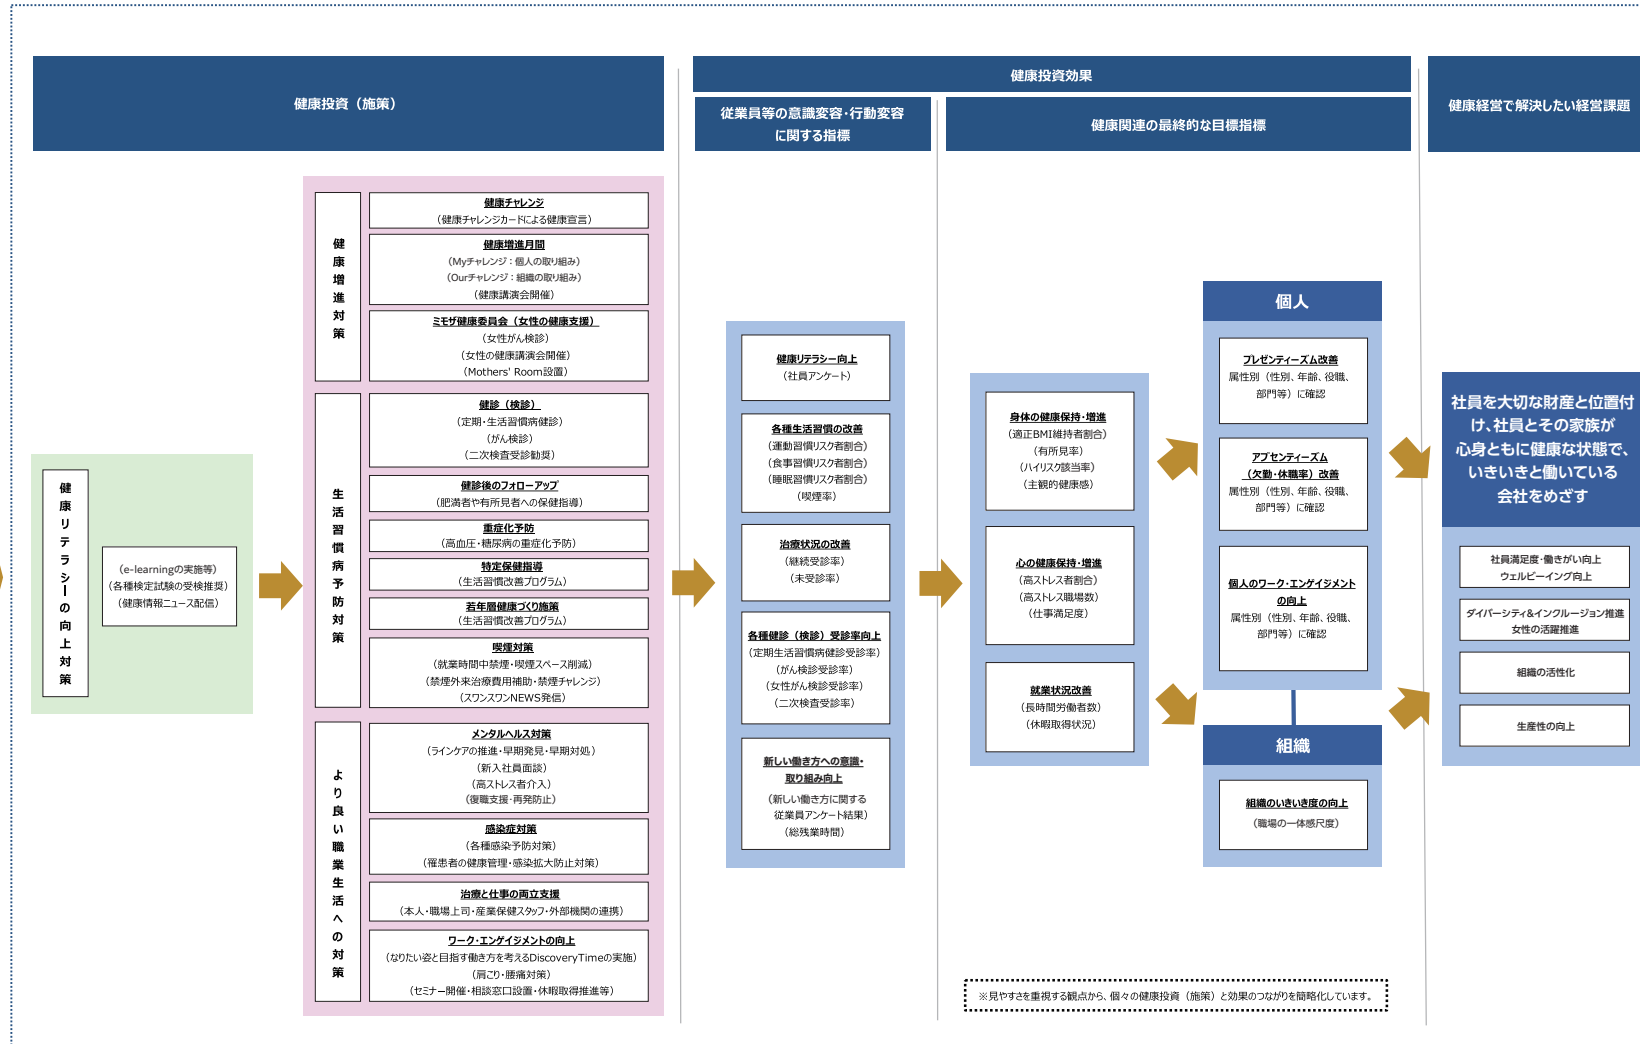 健康投資（施策）
健康投資効果
従業員等の意識変容・行動変容
に関する指標
健康関連の最終的な目標指標
健康経営で解決したい経営課題
健康リテラシーの向上対策
（e-learningの実施等）
（各種検定試験の受検推奨）
（健康情報ニュース配信）
健康増進対策
健康チャレンジ
（健康チャレンジカードによる健康宣言）
健康増進月間
（Myチャレンジ：個人の取り組み）
（Ourチャレンジ：組織の取り組み）
（健康講演会開催）
ミモザ健康委員会（女性の健康支援）
（女性がん検診）
（女性の健康講演会開催）
（Mothers' Room設置）
生活習慣病予防対策
健診（検診）
（定期・生活習慣病健診）
（がん検診）
（二次検査受診勧奨）
健診後のフォローアップ
（肥満者や有所見者への保健指導）
重症化予防
（高血圧・糖尿病の重症化予防）
特定保健指導
（生活習慣改善プログラム）
若年層健康づくり施策
（生活習慣改善プログラム）
喫煙対策
（就業時間中禁煙・喫煙スペース削減）
（禁煙外来治療費用補助・禁煙チャレンジ）
（スワンスワンNEWS発信）
より良い職業生活への対策
メンタルヘルス対策
（ラインケアの推進・早期発見・早期対処）
（新入社員面談）
（高ストレス者介入）
（復職支援・再発防止）
感染症対策
（各種感染予防対策）
（罹患者の健康管理・感染拡大防止対策）
治療と仕事の両立支援
（本人・職場上司・産業保健スタッフ・外部機関の連携）
ワーク・エンゲイジメントの向上
（なりたい姿と目指す働き方を考えるDiscoveryTimeの実施）
（肩こり・腰痛対策）
（セミナー開催・相談窓口設置・休暇取得推進等）
健康リテラシー向上
（社員アンケート）
各種生活習慣の改善
（運動習慣リスク者割合）
（食事習慣リスク者割合）
（睡眠習慣リスク者割合）
（喫煙率）
治療状況の改善
（継続受診率）
（未受診率）
各種健診（検診）受診率向上
（定期生活習慣病健診受診率）
（がん検診受診率）
（女性がん検診受診率）
（二次検査受診率）
新しい働き方への意識・
取り組み向上
（新しい働き方に関する
従業員アンケート結果）
（総残業時間）
身体の健康保持・増進
（適正BMI維持者割合）
（有所見率）
（ハイリスク該当率）
（主観的健康感）
心の健康保持・増進
（高ストレス者割合）
（高ストレス職場数）
（仕事満足度）
就業状況改善
（長時間労働者数）
（休暇取得状況）
個人
プレゼンティーズム改善
属性別（性別、年齢、役職、
部門等）に確認
アブセンティーズム
（欠勤・休職率）改善
属性別（性別、年齢、役職、
部門等）に確認
個人のワーク・エンゲイジメント
の向上
属性別（性別、年齢、役職、
部門等）に確認
組織
組織のいきいき度の向上
（職場の一体感尺度）
社員を大切な財産と位置付
け、社員とその家族が
心身ともに健康な状態で、
いきいきと働いている
会社をめざす
社員満足度・働きがい向上
ウェルビーイング向上
ダイバーシティ&インクルージョン推進
女性の活躍推進
組織の活性化
生産性の向上
※見やすさを重視する観点から、個々の健康投資（施策）と効果のつながりを簡略化しています。